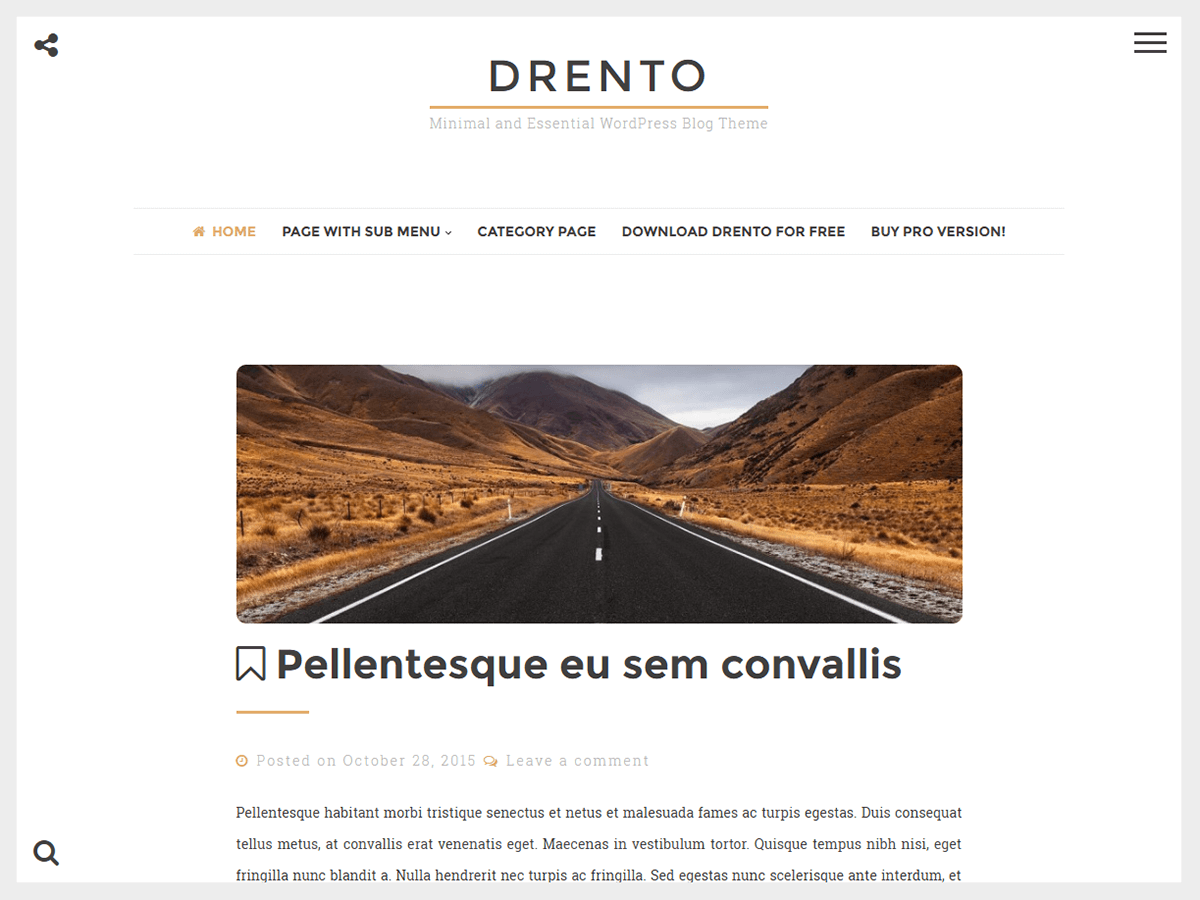 DRENTO
Minimal and Essential WordPress Blog Theme
HOME PAGE WITH SUB MENU CATEGORY PAGE DOWNLOAD DRENTO FOR FREE BUY PRO VERSION!
Pellentesque eu sem convallis
Posted on October 28, 2015 Leave a comment
Pellentesque habitant morbi tristique senectus et netus et malesuada fames ac turpis egestas. Duis consequat
tellus metus, at convallis erat venenatis eget. Maecenas in vestibulum tortor. Quisque tempus nibh nisi, eget
fringilla nunc blandit a. Nulla hendrerit nec turpis ac fringilla. Sed egestas nunc scelerisque ante interdum, et